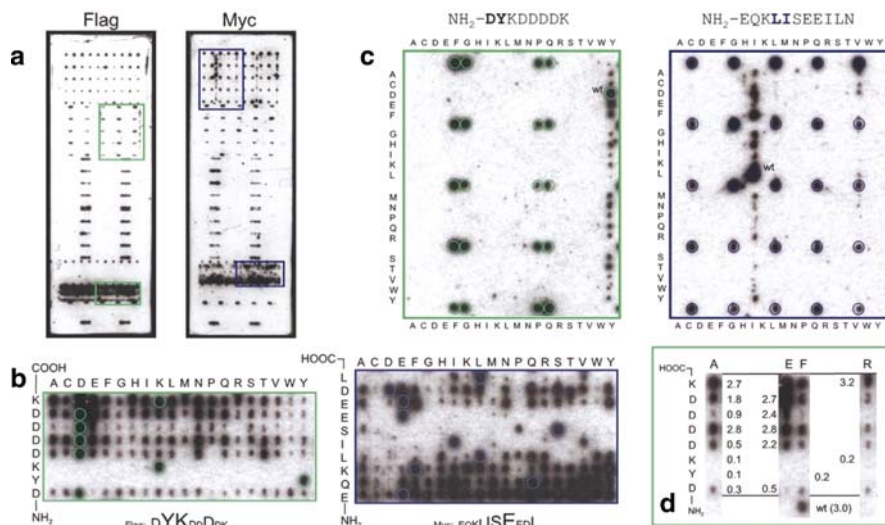 Flag
Myc
a
c
NH2-DYKDDDDK
NH2-EQKLISEEILN
A C D E F G H I K L M N P Q R S T V W Y
A C D E F G H I K L M N P Q R S T V W Y
A C D E F G H I K L M N P Q R S T V W Y
wt
A C D E F G H I K L M N P Q R S T V W Y
wt
A C D E F G H I K L M N P Q R S T V W Y
A C D E F G H I K L M N P Q R S T V W Y
b
COOH
A C D E F G H I K L M N P Q R S T V W Y
K
D
D
D
D
K
Y
D
NH2
HOOC
A C D E F G H I K L M N P Q R S T V W Y
L
D
E
E
S
I
L
K
Q
E
NH2
DYKDDDDK
d
HOOC
A E F R
K 2.7 3.2
D 1.8 2.7
D 0.9 2.4
D 2.8 2.8
D 0.5 2.2
K 0.1 0.2
Y 0.1 0.2
D 0.3 0.5
NH2
wt (3.0)